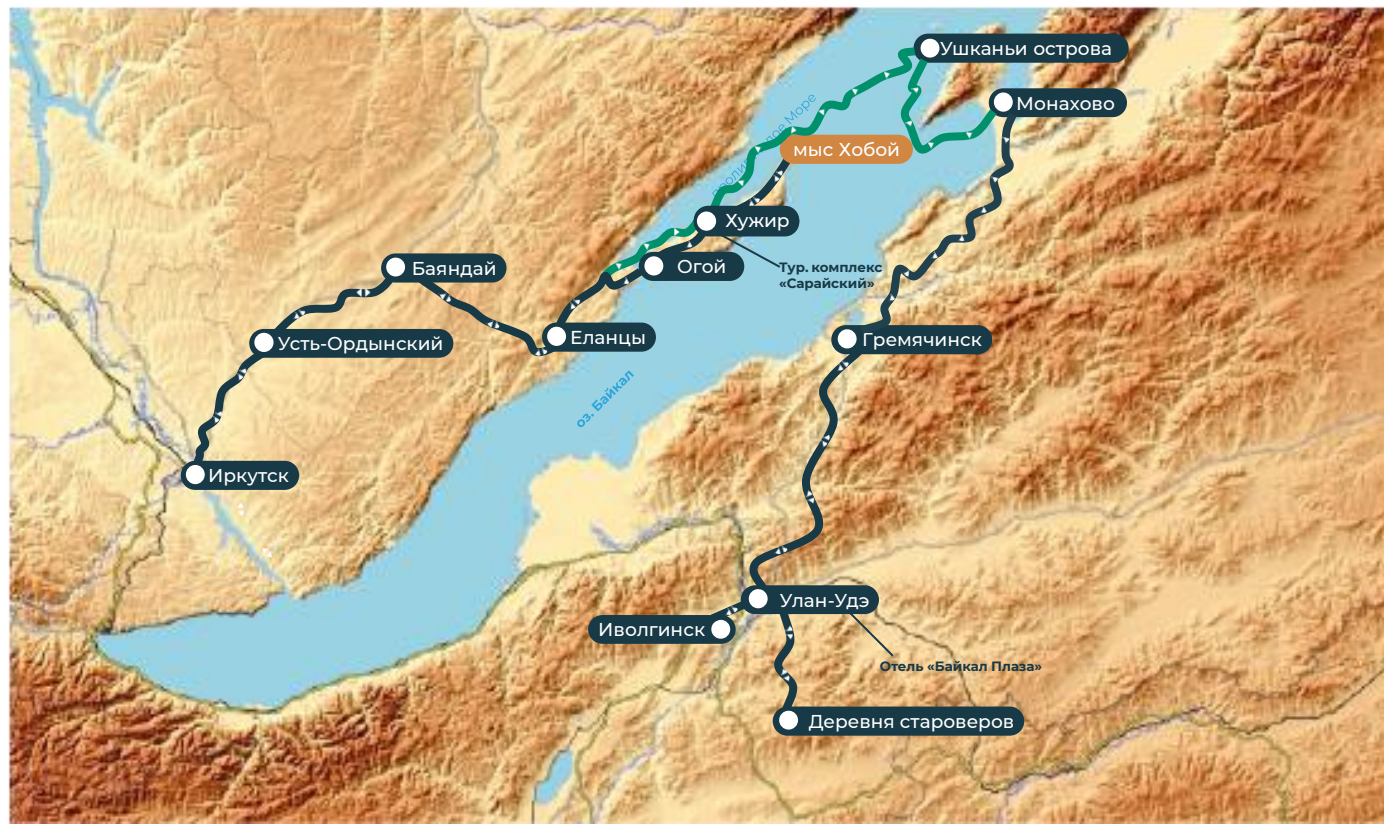 Ушканьи острова
Монахово
мыс Хобой
Хужир
Тур. комплекс
«Сарайский»
Огой
Баяндай
Еланцы
Усть-Ордынский
Гремячинск
оз. Байкал
Иркутск
Улан-Удэ
Иволгинск
Отель «Байкал Плаза»
Деревня староверов
Море